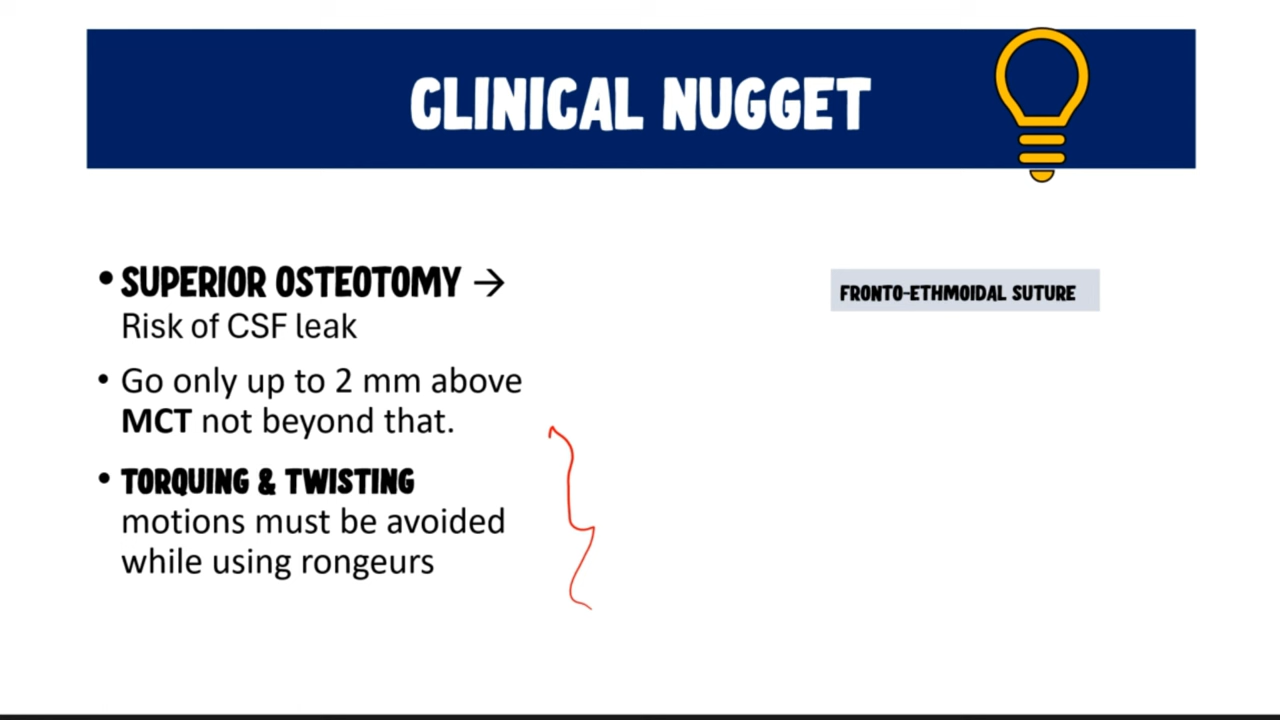 CLINICAL NUGGET
• SUPERIOR OSTEOTOMY →
Risk of CSF leak
• Go only up to 2 mm above
MCT not beyond that.
• TORQUING & TWISTING
motions must be avoided
while using rongeurs
FRONTO-ETHMOIDAL SUTURE